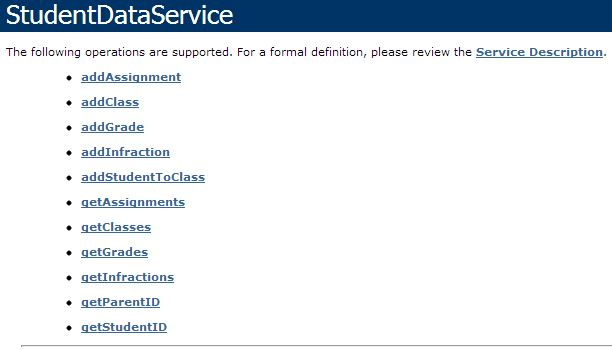 StudentDataService
The following operations are supported. For a formal definition, please review the Service Description.
addAssignment
addClass
addGrade
addInfraction
addStudentToClass
getAssignments
getClasses
getGrades
getInfractions
getParentID
getStudentID